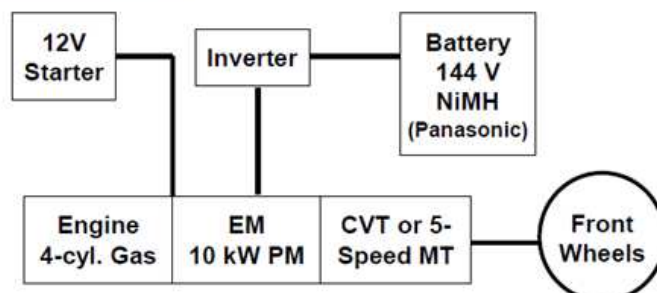 12V
Starter
Inverter
Battery
144 V
NiMH
(Panasonic)
Engine
4-cyl. Gas
EM
10 kW PM
CVT or 5-
Speed MT
Front
Wheels